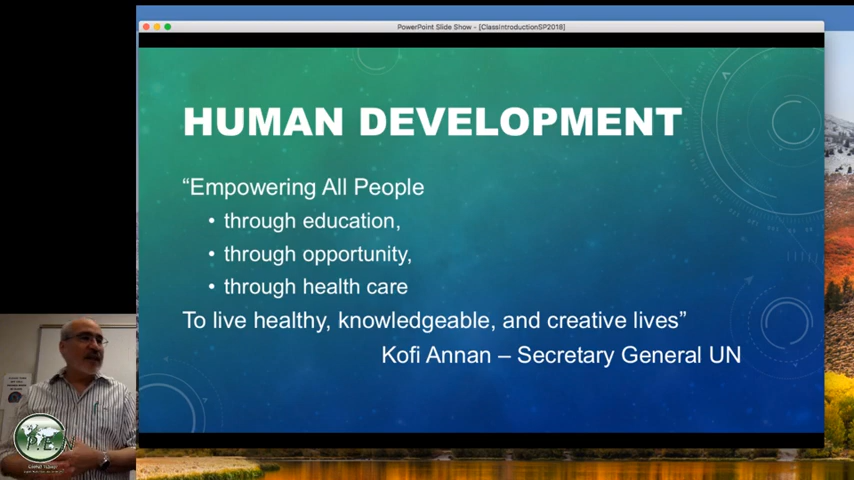 PowerPoint Slide Show - [ClassIntroductionSP2018]
HUMAN DEVELOPMENT
“Empowering All People
• through education,
• through opportunity,
• through health care
To live healthy, knowledgeable, and creative lives”
Kofi Annan – Secretary General UN
P.E.N